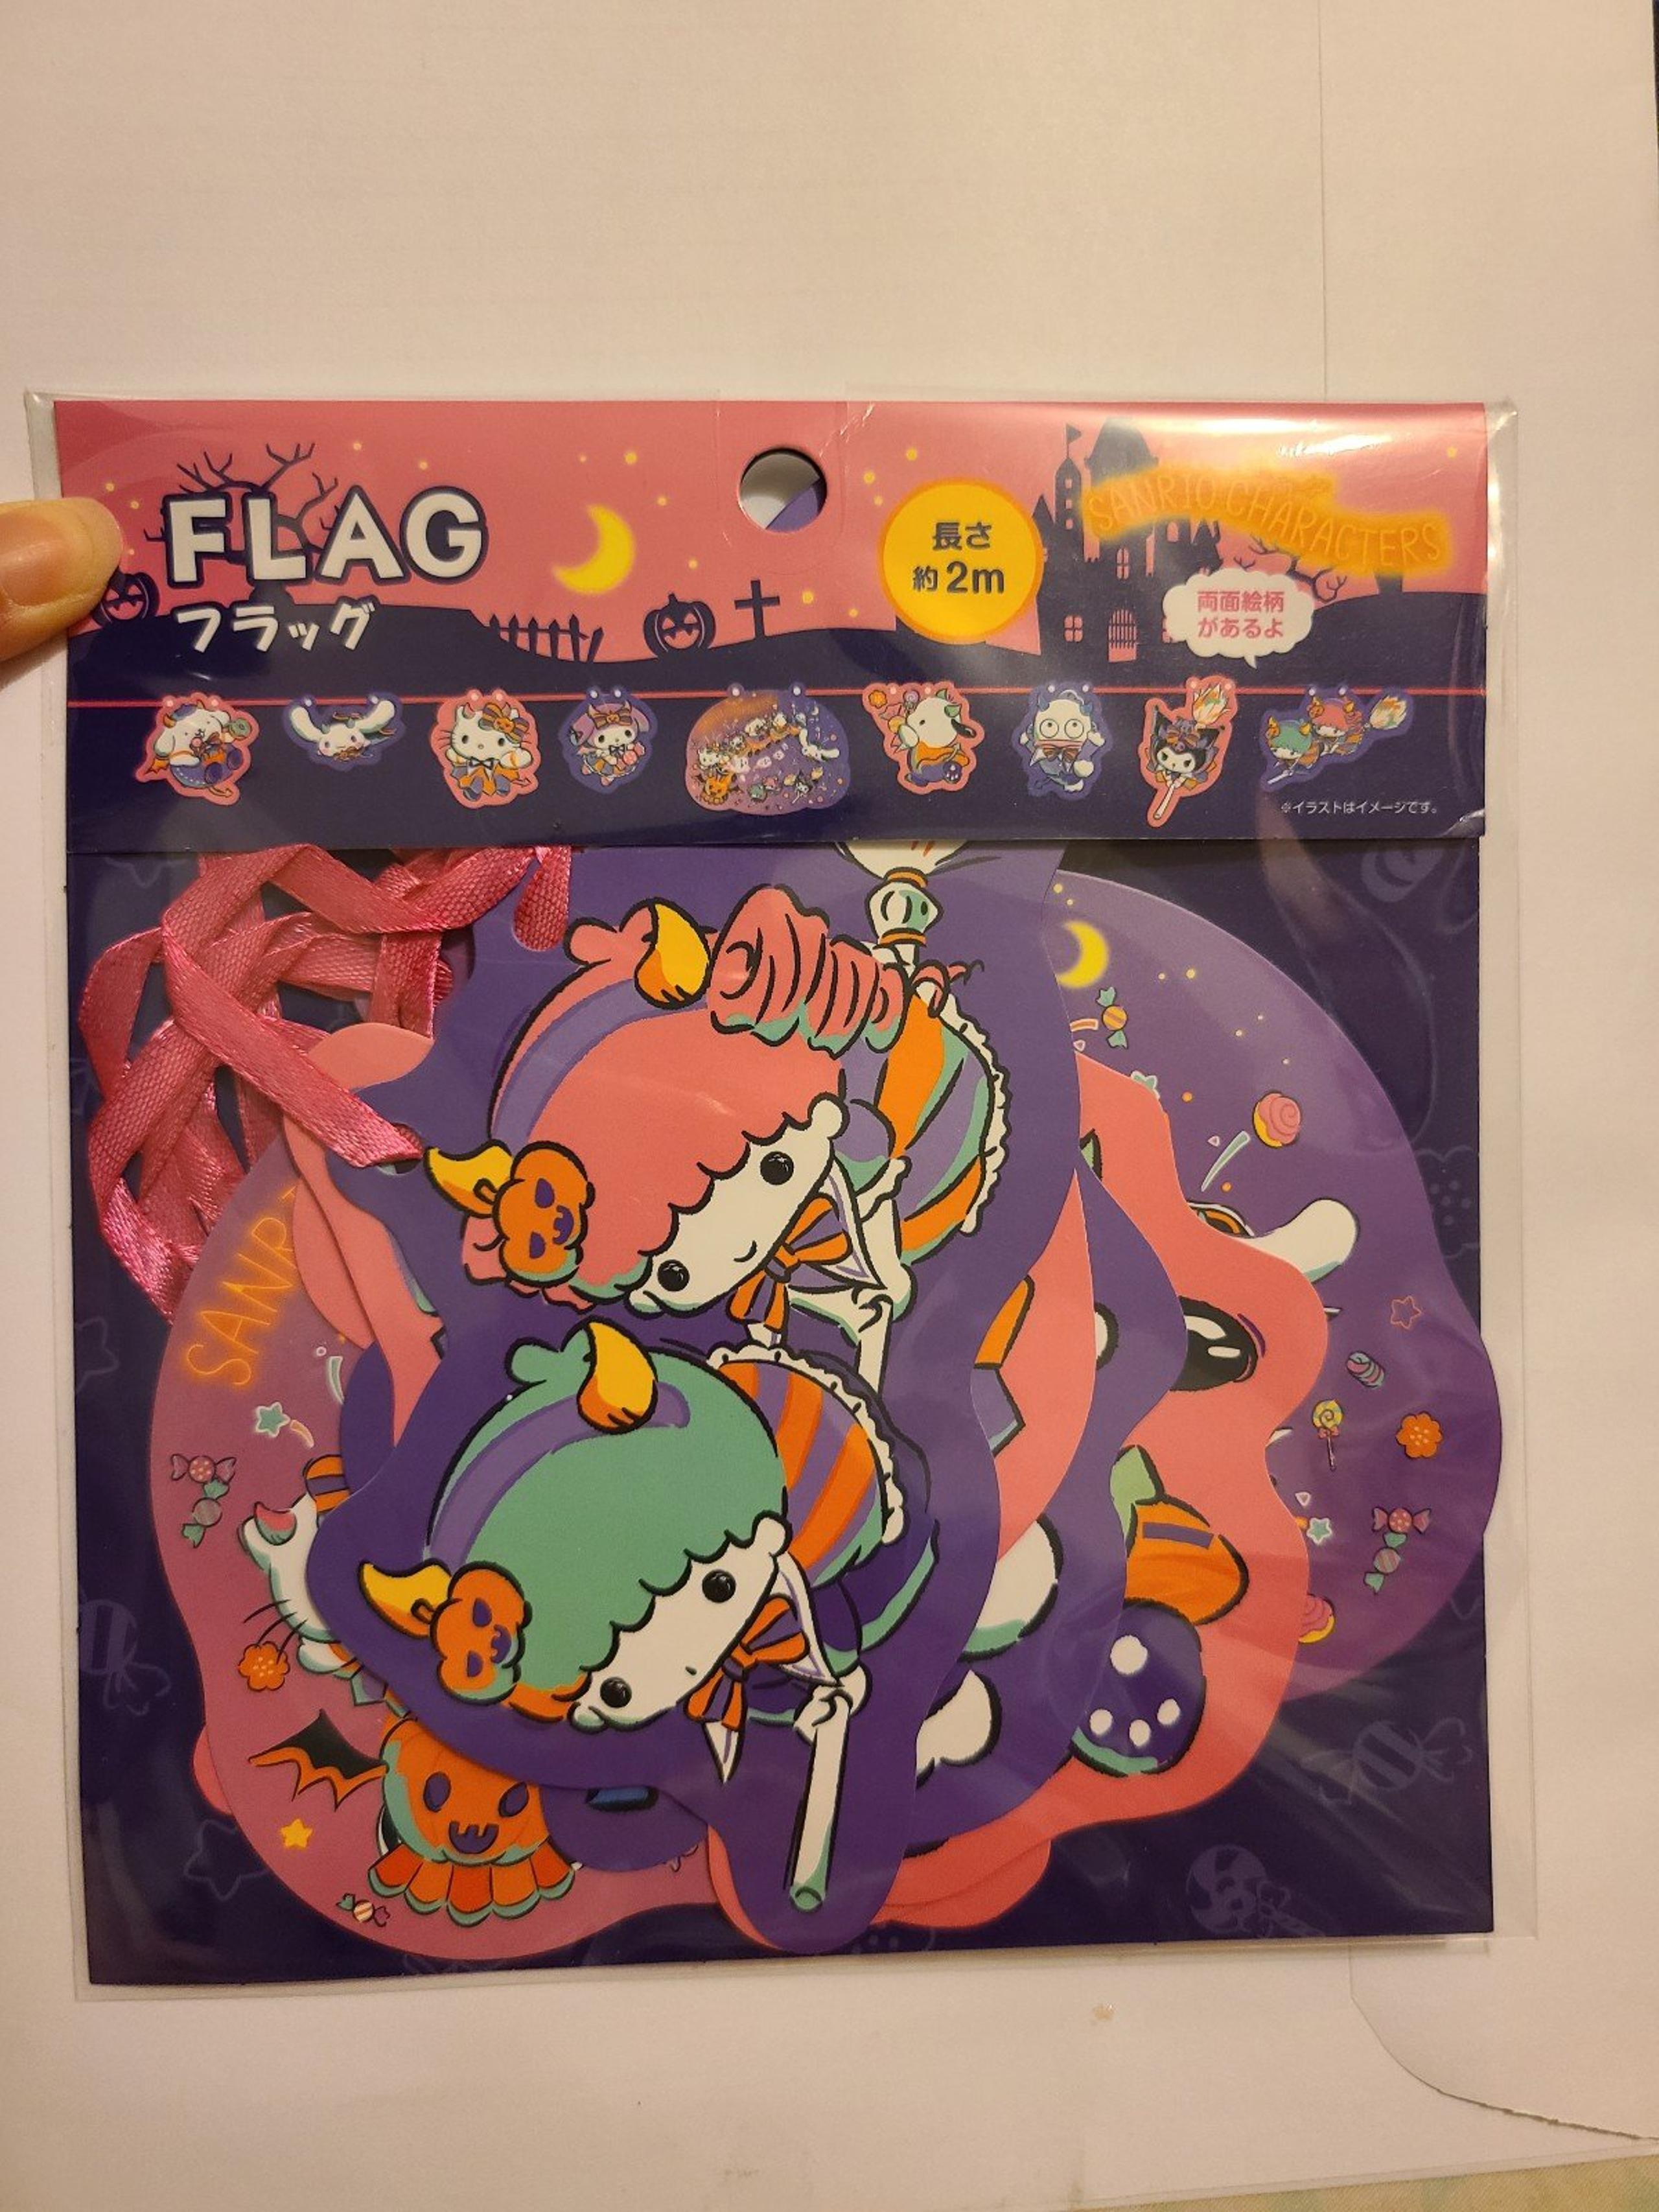 FLAG
フラッグ
長さ
約2m
SANRIO CHARACTERS
両面絵柄
があるよ
※イラストはイメージです。
SANRI